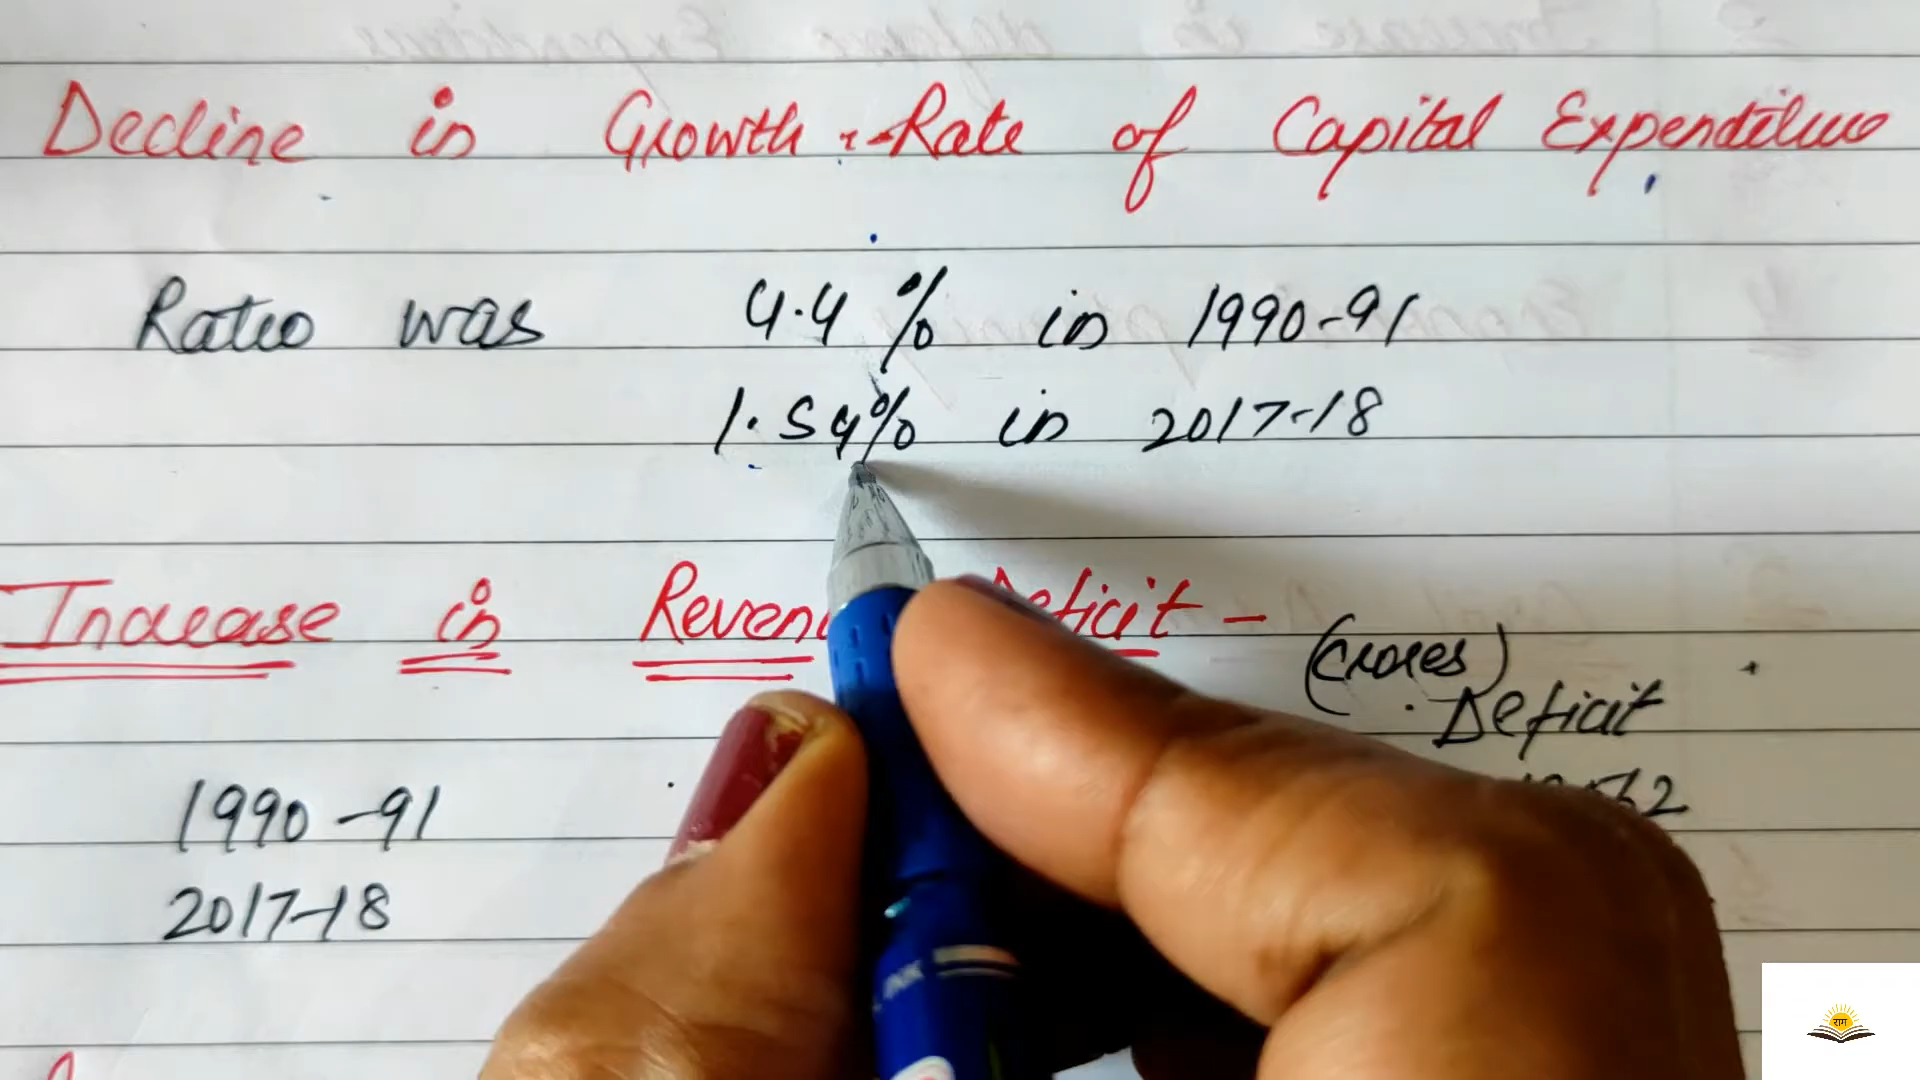 Decline in Growth - Rate of Capital Expenditure
Ratio was 4.4 % in 1990-91
1.54% in 2017-18
Increase in Deficit -
(crores)
Deficit
1990-91
2017-18
राम